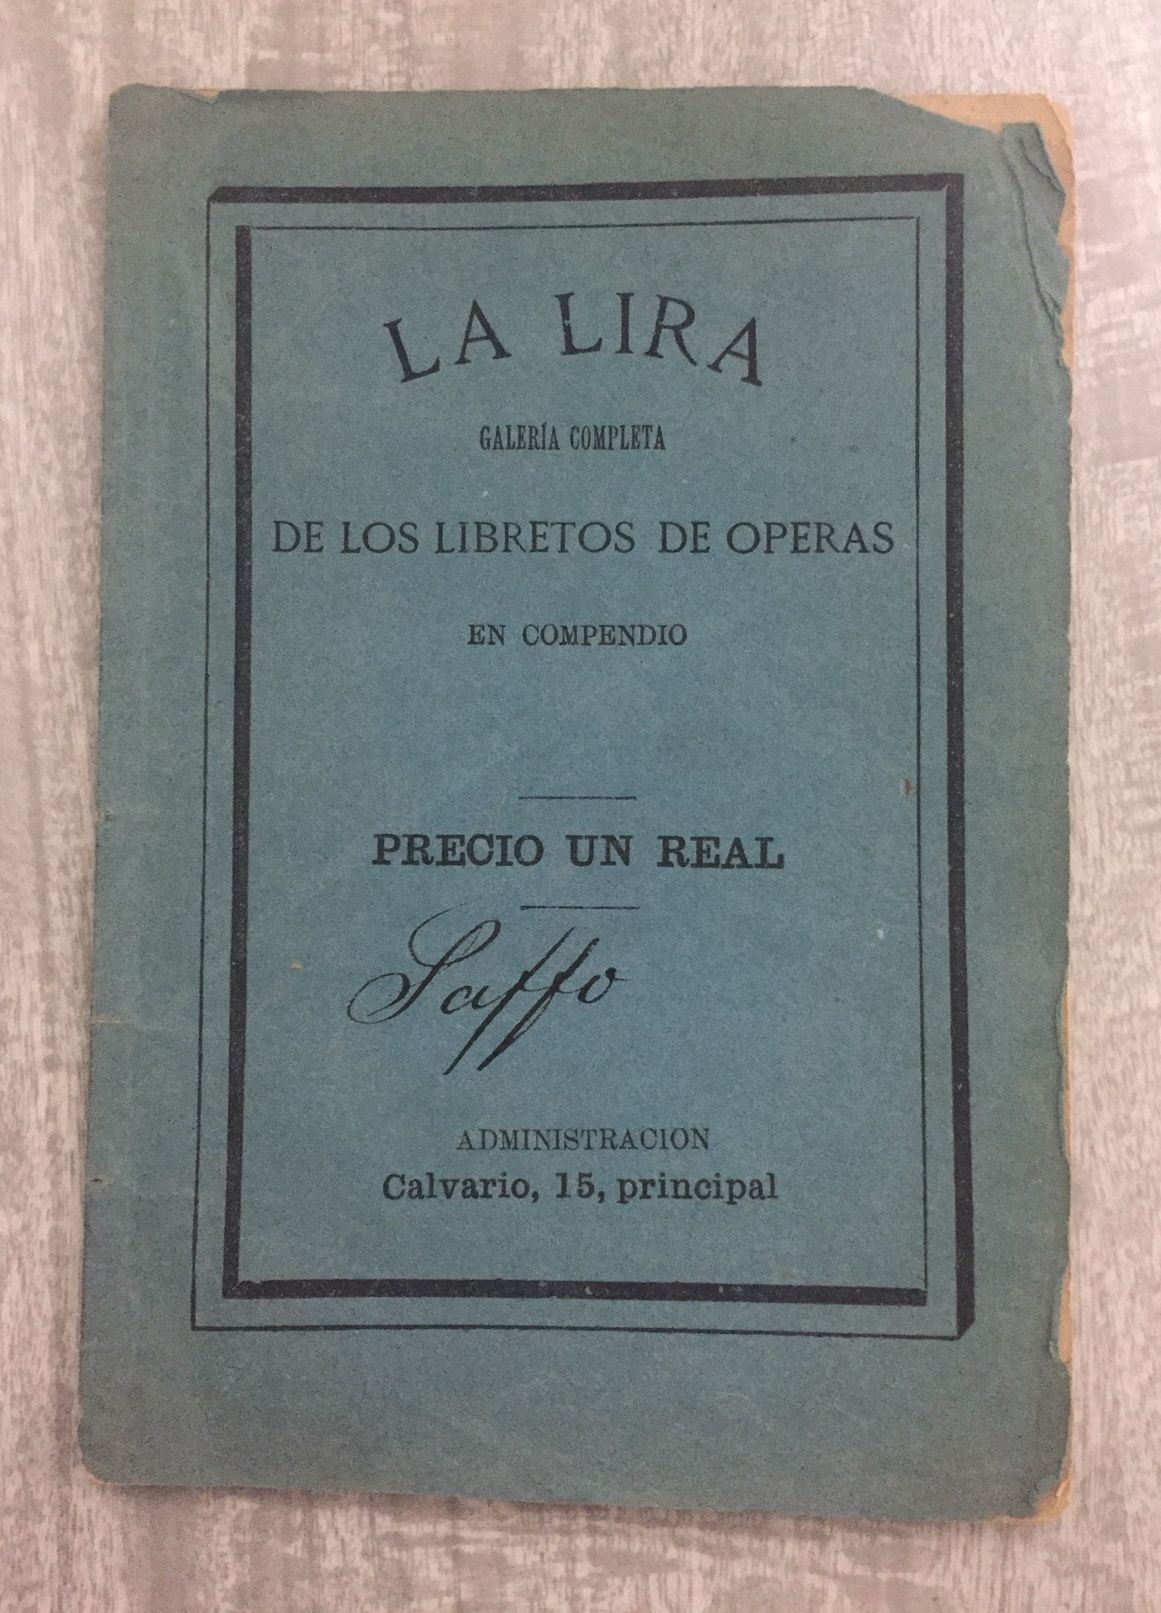 LA LIRA
GALERÍA COMPLETA
DE LOS LIBRETOS DE OPERAS
EN COMPENDIO
PRECIO UN REAL
Saffo
ADMINISTRACION
Calvario, 15, principal